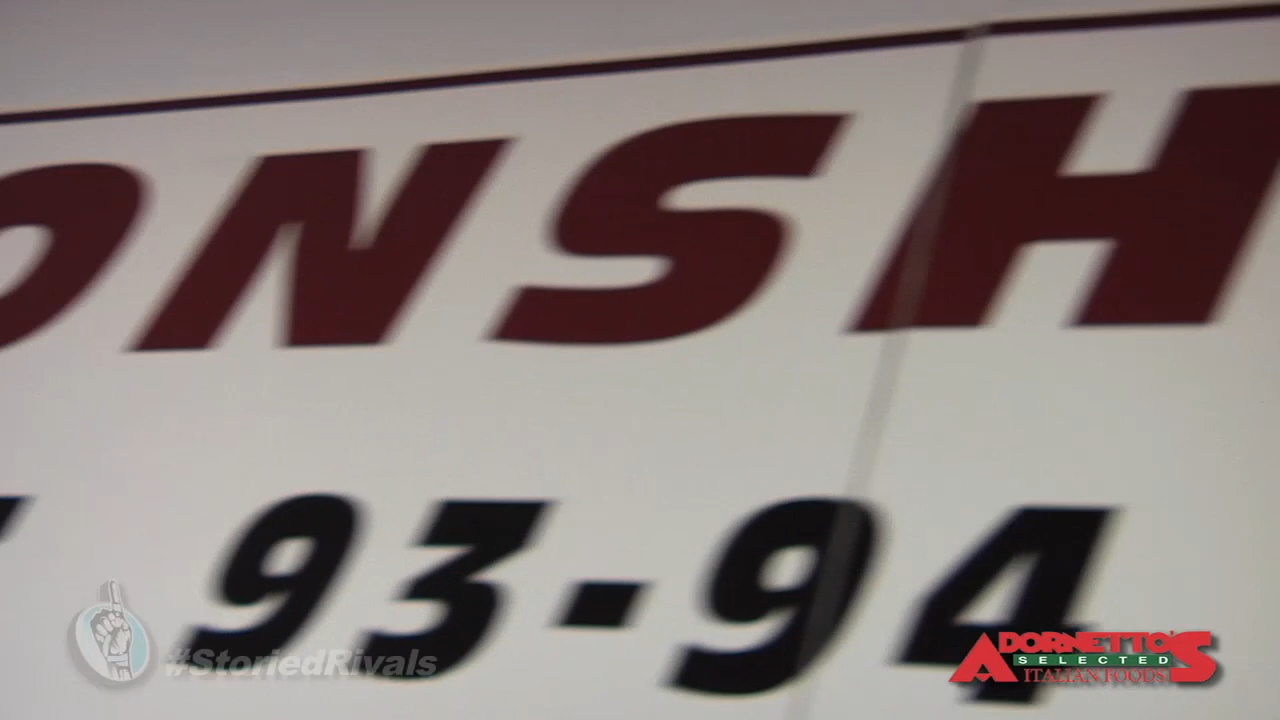 ONSH
93-94
#StoriedRivals
ADORNETTO'S
SELECTED
ITALIAN FOODS